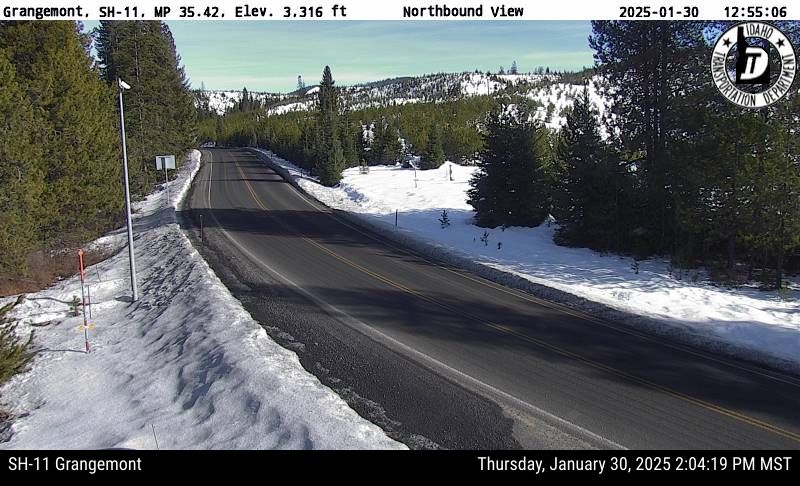 Grangemont, SH-11, MP 35.42, Elev. 3,316 ft Northbound View 2025-01-30 12:55:06
IDAHO
TRANSPORTATION DEPARTMENT
SH-11 Grangemont Thursday, January 30, 2025 2:04:19 PM MST